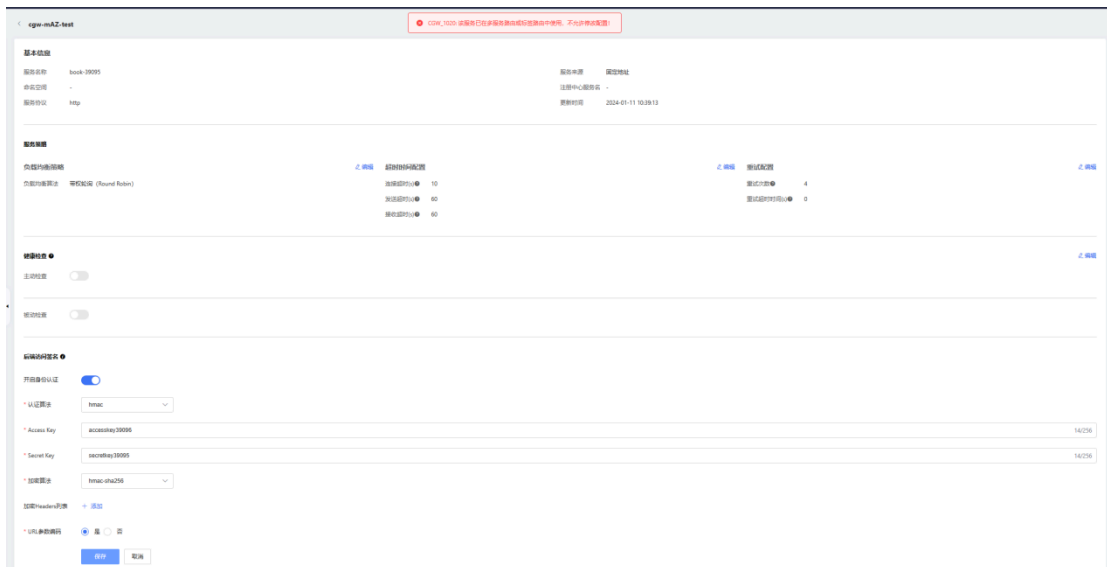 cgw-mAZ-test
CGW_1020:该服务已在多服务路由或标签路由中使用，不允许修改配置！
基本信息
服务名称 book-39095 服务来源 固定地址
命名空间 - 注册中心服务名 -
服务协议 http 更新时间 2024-01-11 10:39:13
服务策略
负载均衡策略 编辑 超时时间配置 编辑 重试配置 编辑
负载均衡算法 带权轮询 (Round Robin) 连接超时(s) 10 重试次数 4
发送超时(s) 60 重试超时时间(s) 0
接收超时(s) 60
健康检查 编辑
主动检查
被动检查
后端访问签名
开启身份认证
* 认证算法 hmac
* Access Key accesskey39096 14/256
* Secret Key secretkey39095 14/256
* 加密算法 hmac-sha256
加密Headers列表 + 添加
* URL参数编码 是 否
保存 取消